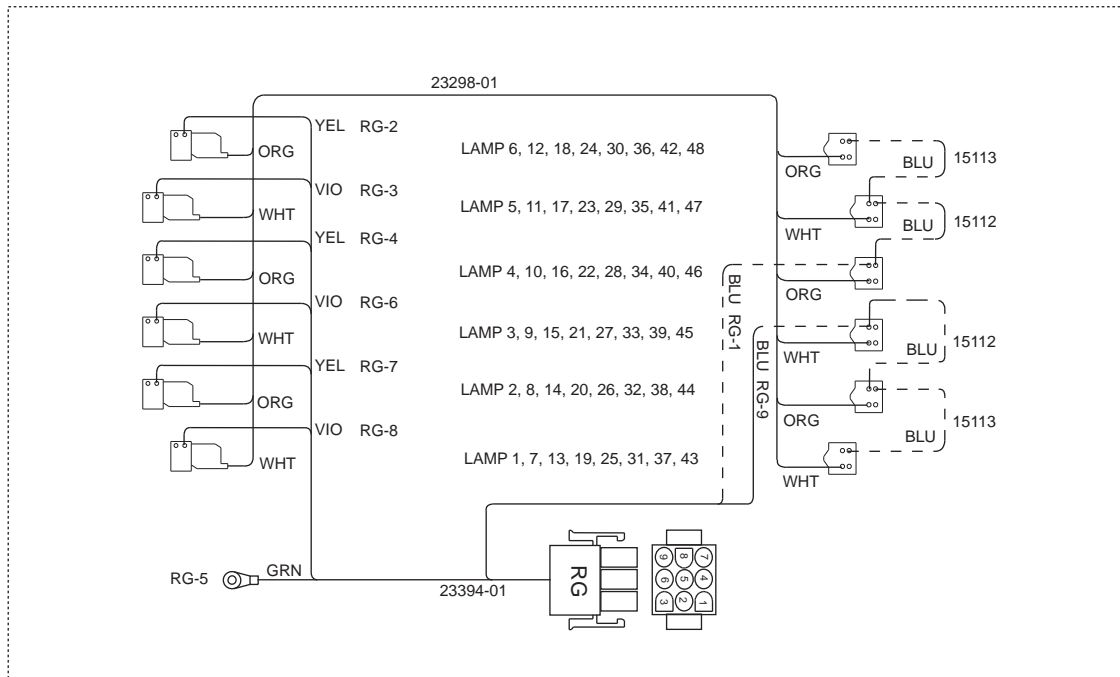 23298-01
YEL RG-2
ORG
LAMP 6, 12, 18, 24, 30, 36, 42, 48
ORG
BLU
15113
VIO RG-3
WHT
LAMP 5, 11, 17, 23, 29, 35, 41, 47
WHT
BLU
15112
YEL RG-4
ORG
LAMP 4, 10, 16, 22, 28, 34, 40, 46
BLU RG-1
ORG
VIO RG-6
WHT
LAMP 3, 9, 15, 21, 27, 33, 39, 45
BLU RG-9
WHT
BLU
15112
YEL RG-7
ORG
LAMP 2, 8, 14, 20, 26, 32, 38, 44
ORG
BLU
15113
VIO RG-8
WHT
LAMP 1, 7, 13, 19, 25, 31, 37, 43
WHT
RG-5
GRN
23394-01
RG
9 8 7
6 5 4
3 2 1